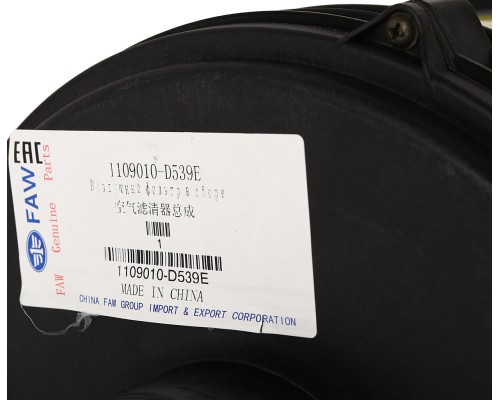 EAC
FAW
FAW Genuine Parts
1109010-D539E
空气滤清器总成
1
1109010-D539E
MADE IN CHINA
CHINA FAW GROUP IMPORT & EXPORT CORPORATION